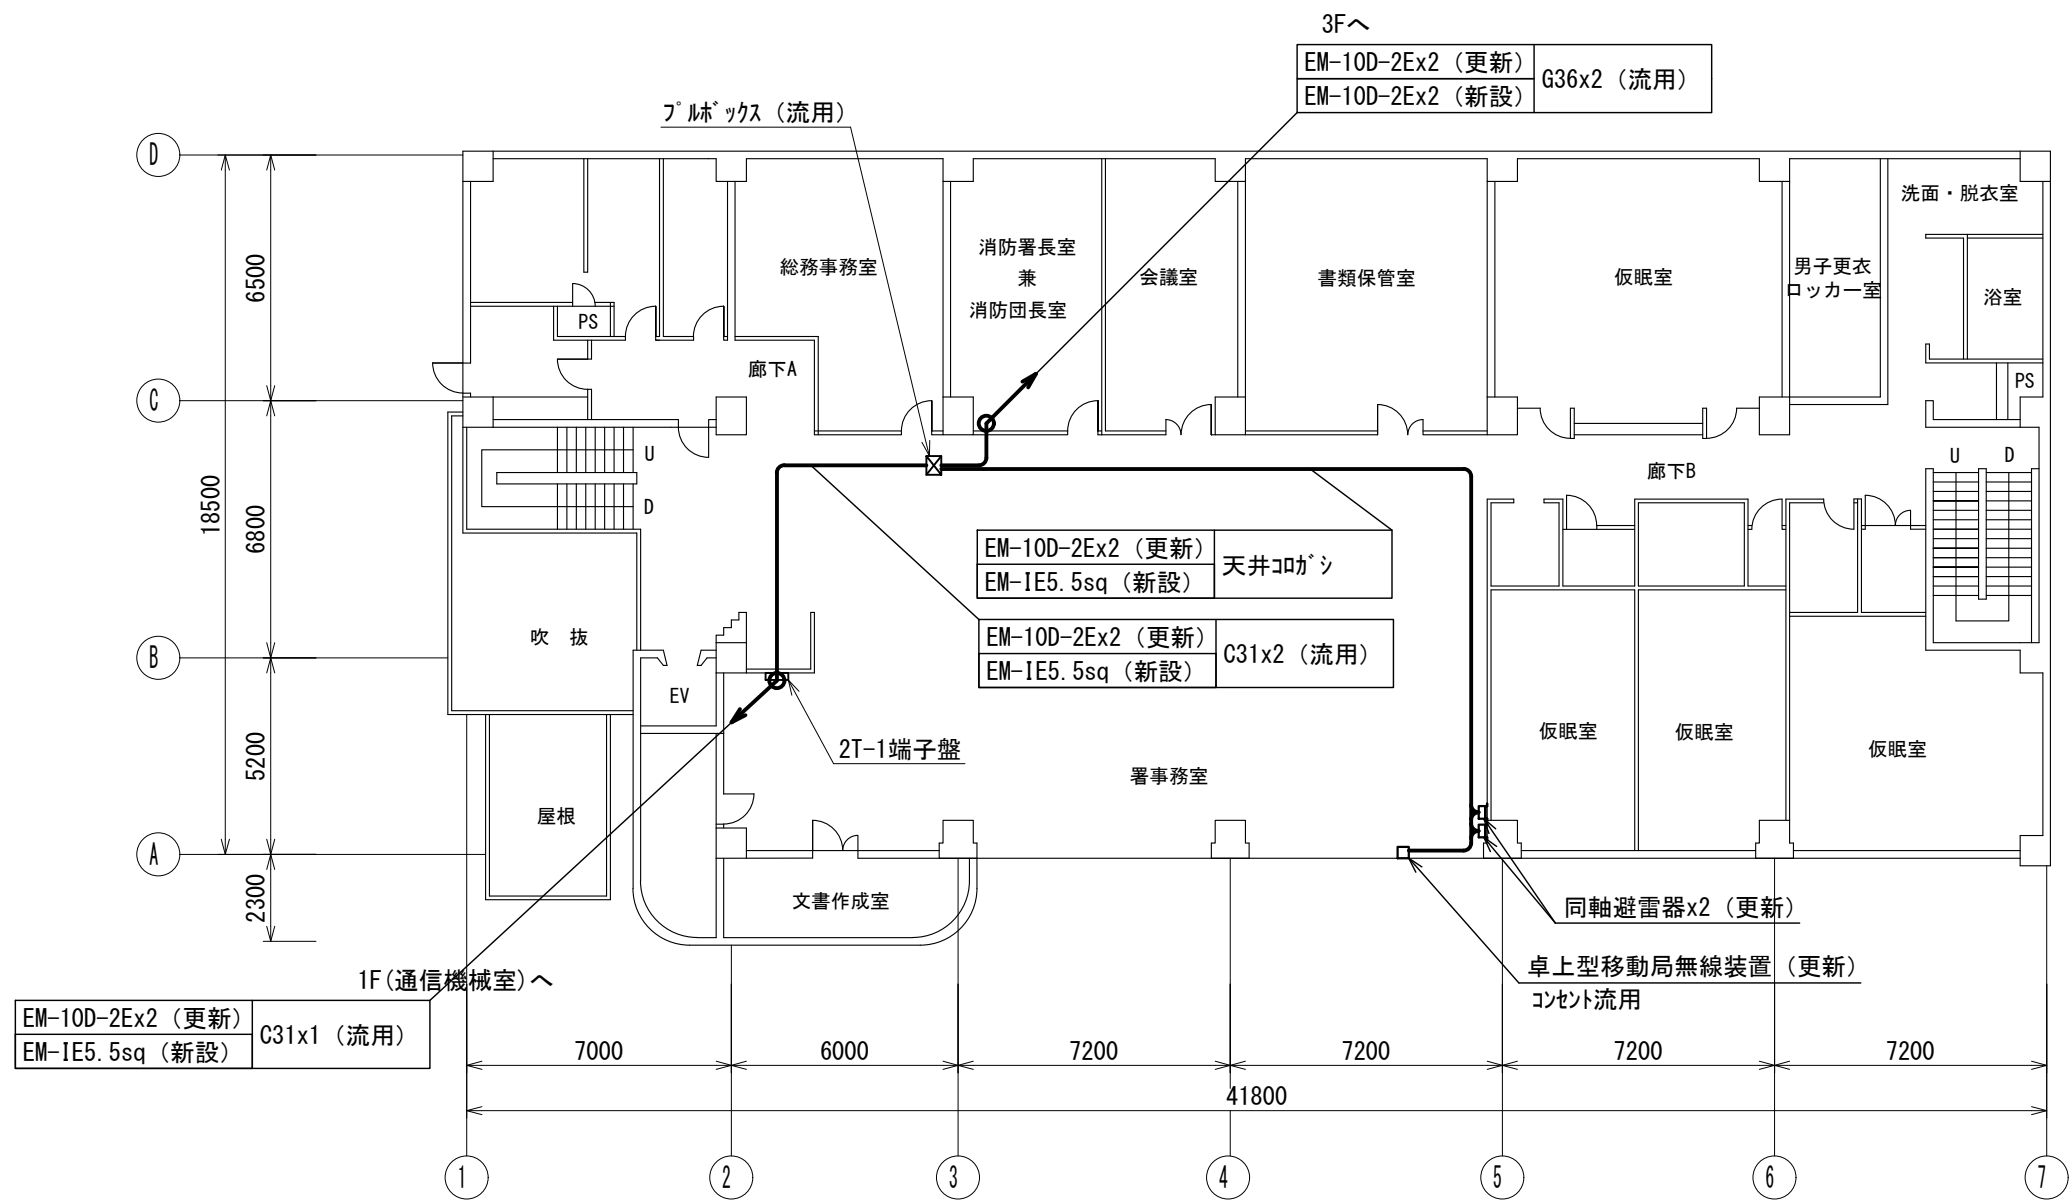 3Fへ
EM-10D-2Ex2（更新）
EM-10D-2Ex2（新設）
G36x2（流用）
ﾌﾟﾙﾎﾞｯｸｽ（流用）
D
C
B
A
18500
6500
6800
5200
2300
総務事務室
消防署長室
兼
消防団長室
会議室
書類保管室
仮眠室
男子更衣
ロッカー室
洗面・脱衣室
浴室
PS
PS
廊下A
廊下B
U
D
U
D
EM-10D-2Ex2（更新）
EM-IE5.5sq（新設）
天井ｺﾛｶﾞｼ
EM-10D-2Ex2（更新）
EM-IE5.5sq（新設）
C31x2（流用）
吹　抜
EV
2T-1端子盤
署事務室
仮眠室
仮眠室
仮眠室
屋根
文書作成室
同軸避雷器x2（更新）
卓上型移動局無線装置（更新）
ｺﾝｾﾝﾄ流用
1F(通信機械室)へ
EM-10D-2Ex2（更新）
EM-IE5.5sq（新設）
C31x1（流用）
7000
6000
7200
7200
7200
7200
41800
1
2
3
4
5
6
7